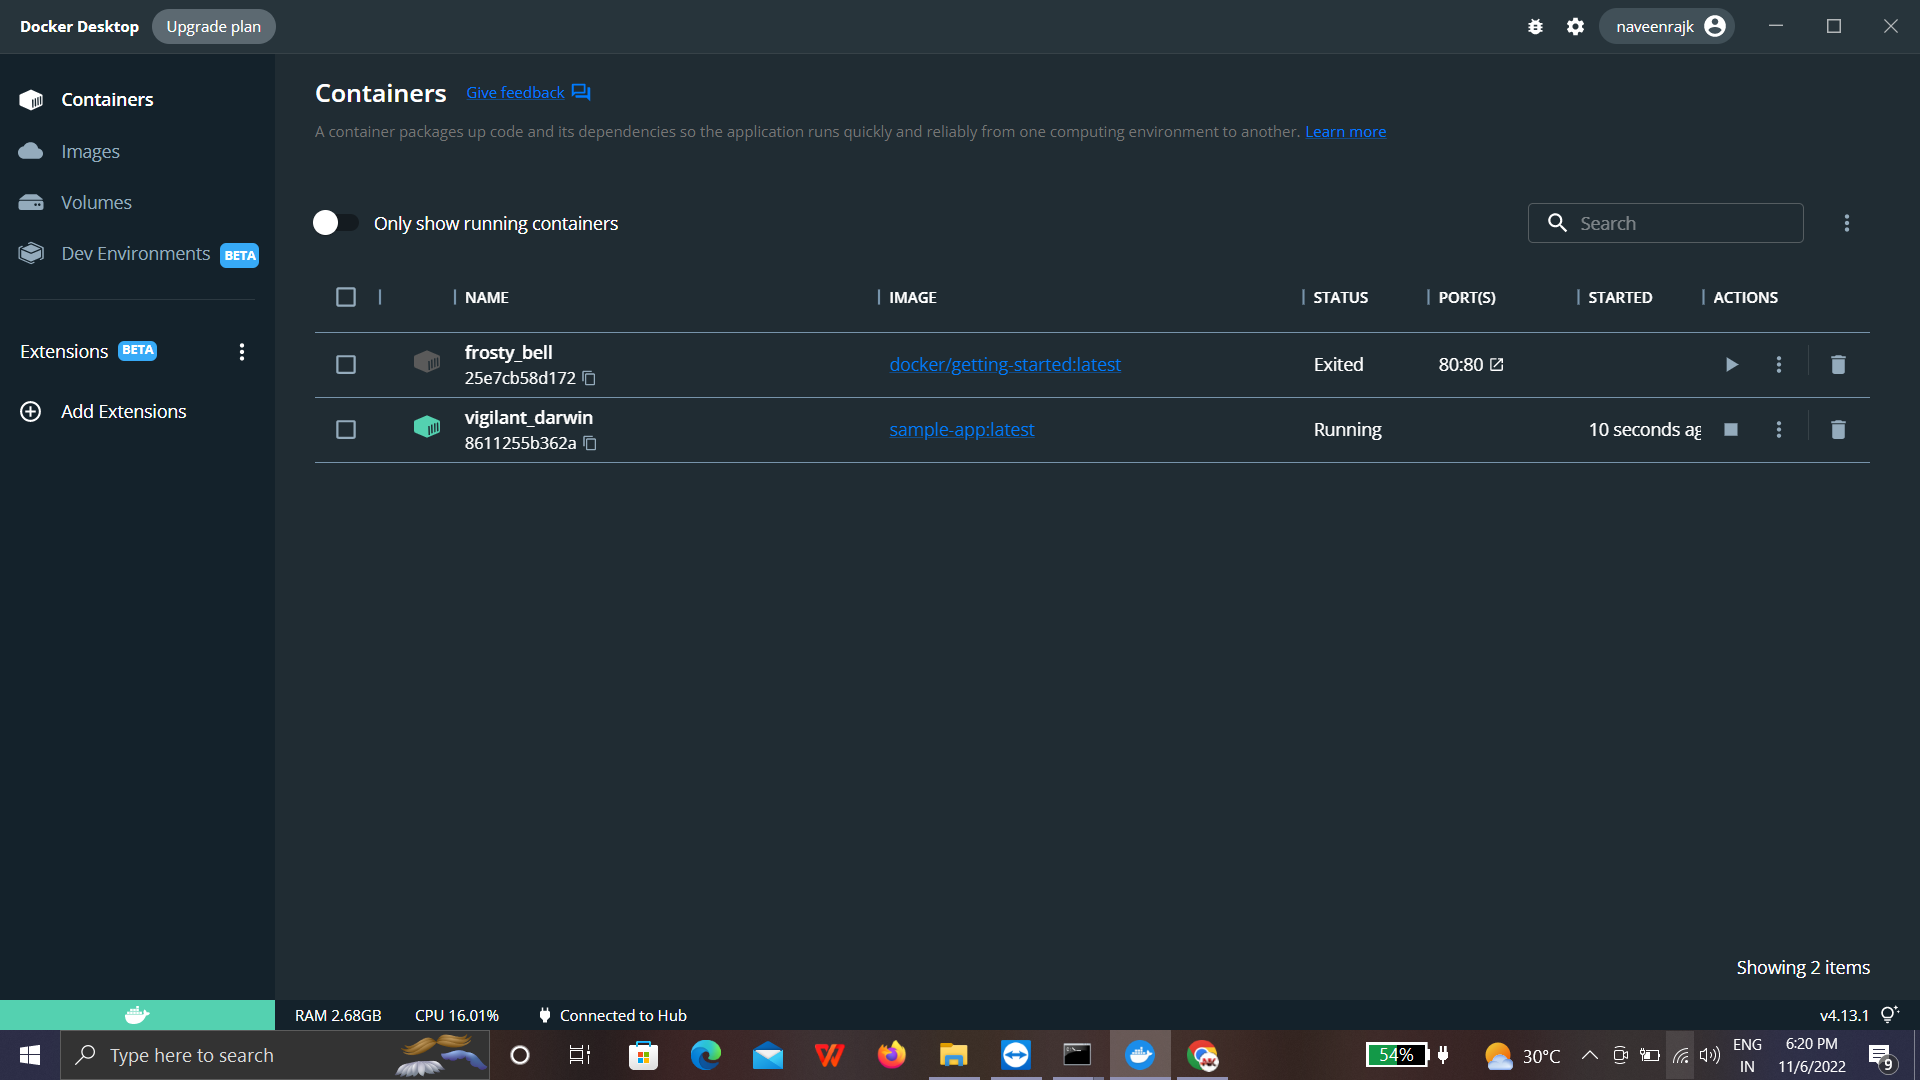 Docker Desktop Upgrade plan naveenrajk
Containers
Images
Volumes
Dev Environments BETA
Extensions BETA
Add Extensions
Containers Give feedback
A container packages up code and its dependencies so the application runs quickly and reliably from one computing environment to another. Learn more
Only show running containers Search
NAME IMAGE STATUS PORT(S) STARTED ACTIONS
frosty_bell
25e7cb58d172 docker/getting-started:latest Exited 80:80
vigilant_darwin
8611255b362a sample-app:latest Running 10 seconds ag
Showing 2 items
RAM 2.68GB CPU 16.01% Connected to Hub v4.13.1
Type here to search 54% 30°C ENG IN 6:20 PM 11/6/2022 9